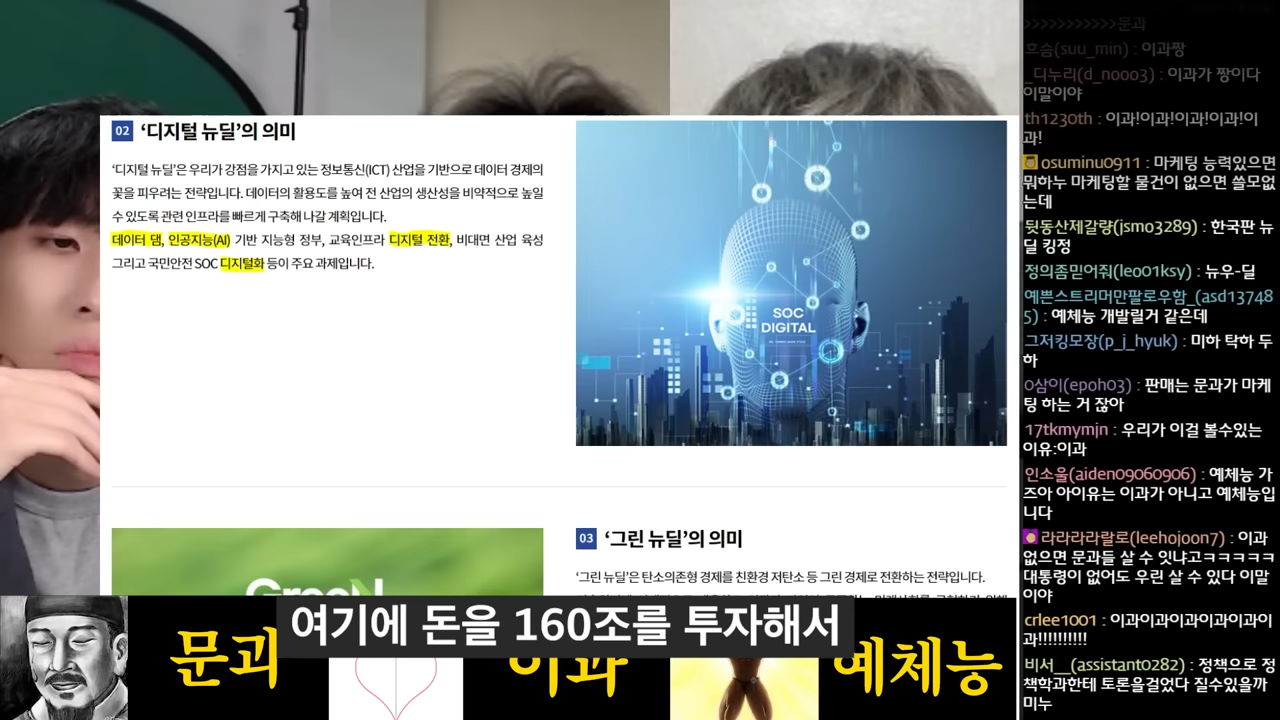 02 ‘디지털 뉴딜’의 의미
‘디지털 뉴딜’은 우리가 강점을 가지고 있는 정보통신(ICT) 산업을 기반으로 데이터 경제의
꽃을 피우려는 전략입니다. 데이터의 활용도를 높여 전 산업의 생산성을 비약적으로 높일
수 있도록 관련 인프라를 빠르게 구축해 나갈 계획입니다.
데이터 댐, 인공지능(AI) 기반 지능형 정부, 교육인프라 디지털 전환, 비대면 산업 육성
그리고 국민안전 SOC 디지털화 등이 주요 과제입니다.
SOC
DIGITAL
GreeN
03 ‘그린 뉴딜’의 의미
‘그린 뉴딜’은 탄소의존형 경제를 친환경 저탄소 등 그린 경제로 전환하는 전략입니다.
여기에 돈을 160조를 투자해서
문과
이과
예체능
>>>>>>>>>>>문과
흐슴(suu_min) : 이과짱
_디누리(d_nooo3) : 이과가 짱이다
이말이야
th1230th : 이과!이과!이과!이과!이
과!
osuminu0911 : 마케팅 능력있으면
뭐하누 마케팅할 물건이 없으면 쓸모없
는데
뒷동산제갈량(jsmo3289) : 한국판 뉴
딜 킹정
정의좀믿어줘(leo01ksy) : 뉴우-딜
예쁜스트리머만팔로우함_(asd13748
5) : 예체능 개발릴거 같은데
그저킹모장(p_j_hyuk) : 미하 탁하 두
하
0삼이(epoh03) : 판매는 문과가 마케
팅 하는 거 잖아
17tkmymjn : 우리가 이걸 볼수있는
이유:이과
인소울(aiden09060906) : 예체능 가
즈아 아이유는 이과가 아니고 예체능입
니다
라라라라랄로(leehojoon7) : 이과
없으면 문과들 살 수 잇냐고ㅋㅋㅋㅋㅋ
대통령이 없어도 우린 살 수 있다 이말
이야
crlee1001 : 이과이과이과이과이과이
과!!!!!!!!!!
비서__(assistant0282) : 정책으로 정
책학과한테 토론을걸었다 질수있을까
미누